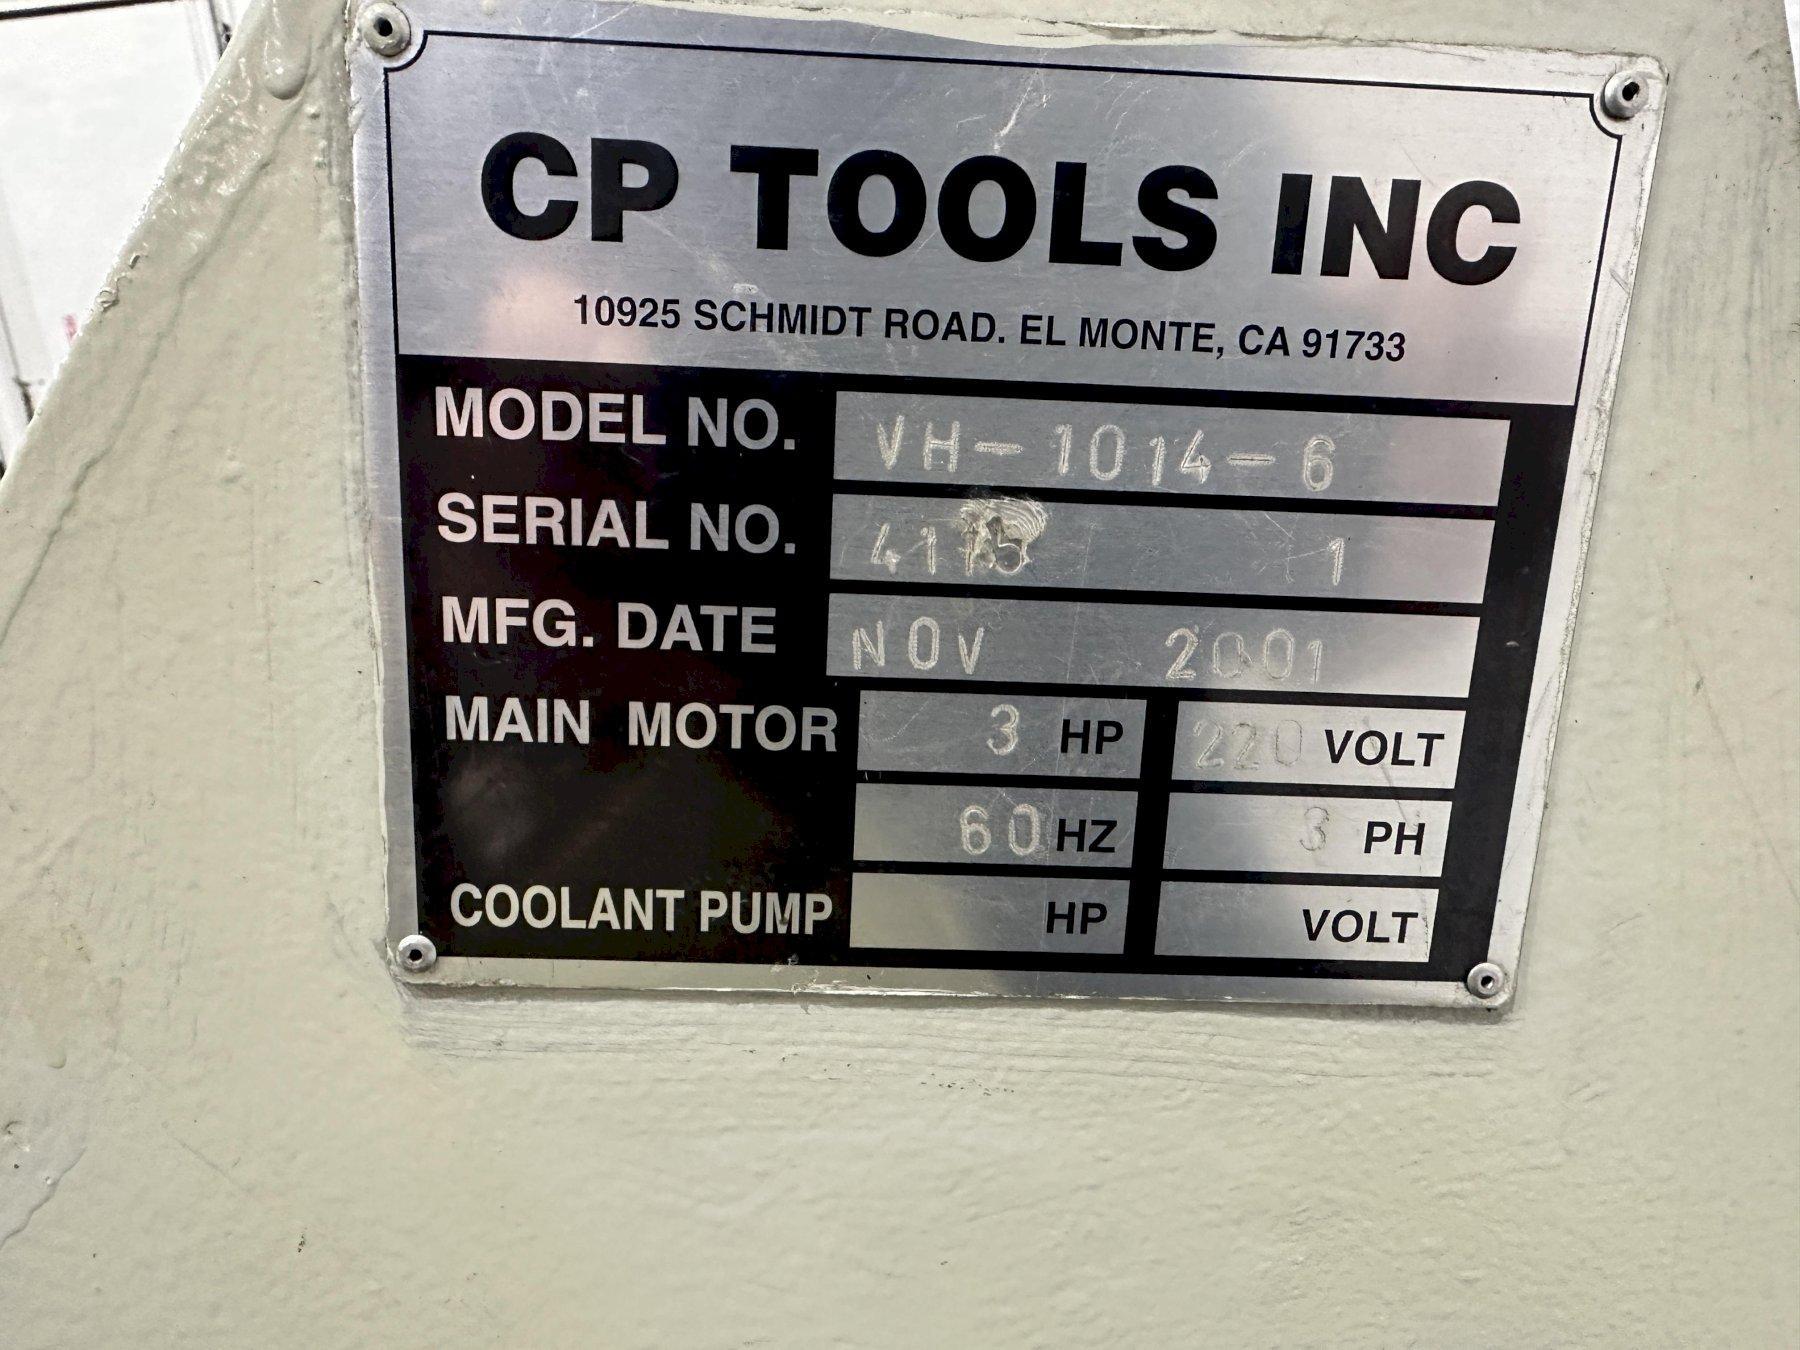 CP TOOLS INC
10925 SCHMIDT ROAD. EL MONTE, CA 91733
MODEL NO. VH-1014-6
SERIAL NO. 1
MFG. DATE NOV 2001
MAIN MOTOR 3 HP 220 VOLT
60 HZ 3 PH
COOLANT PUMP HP VOLT